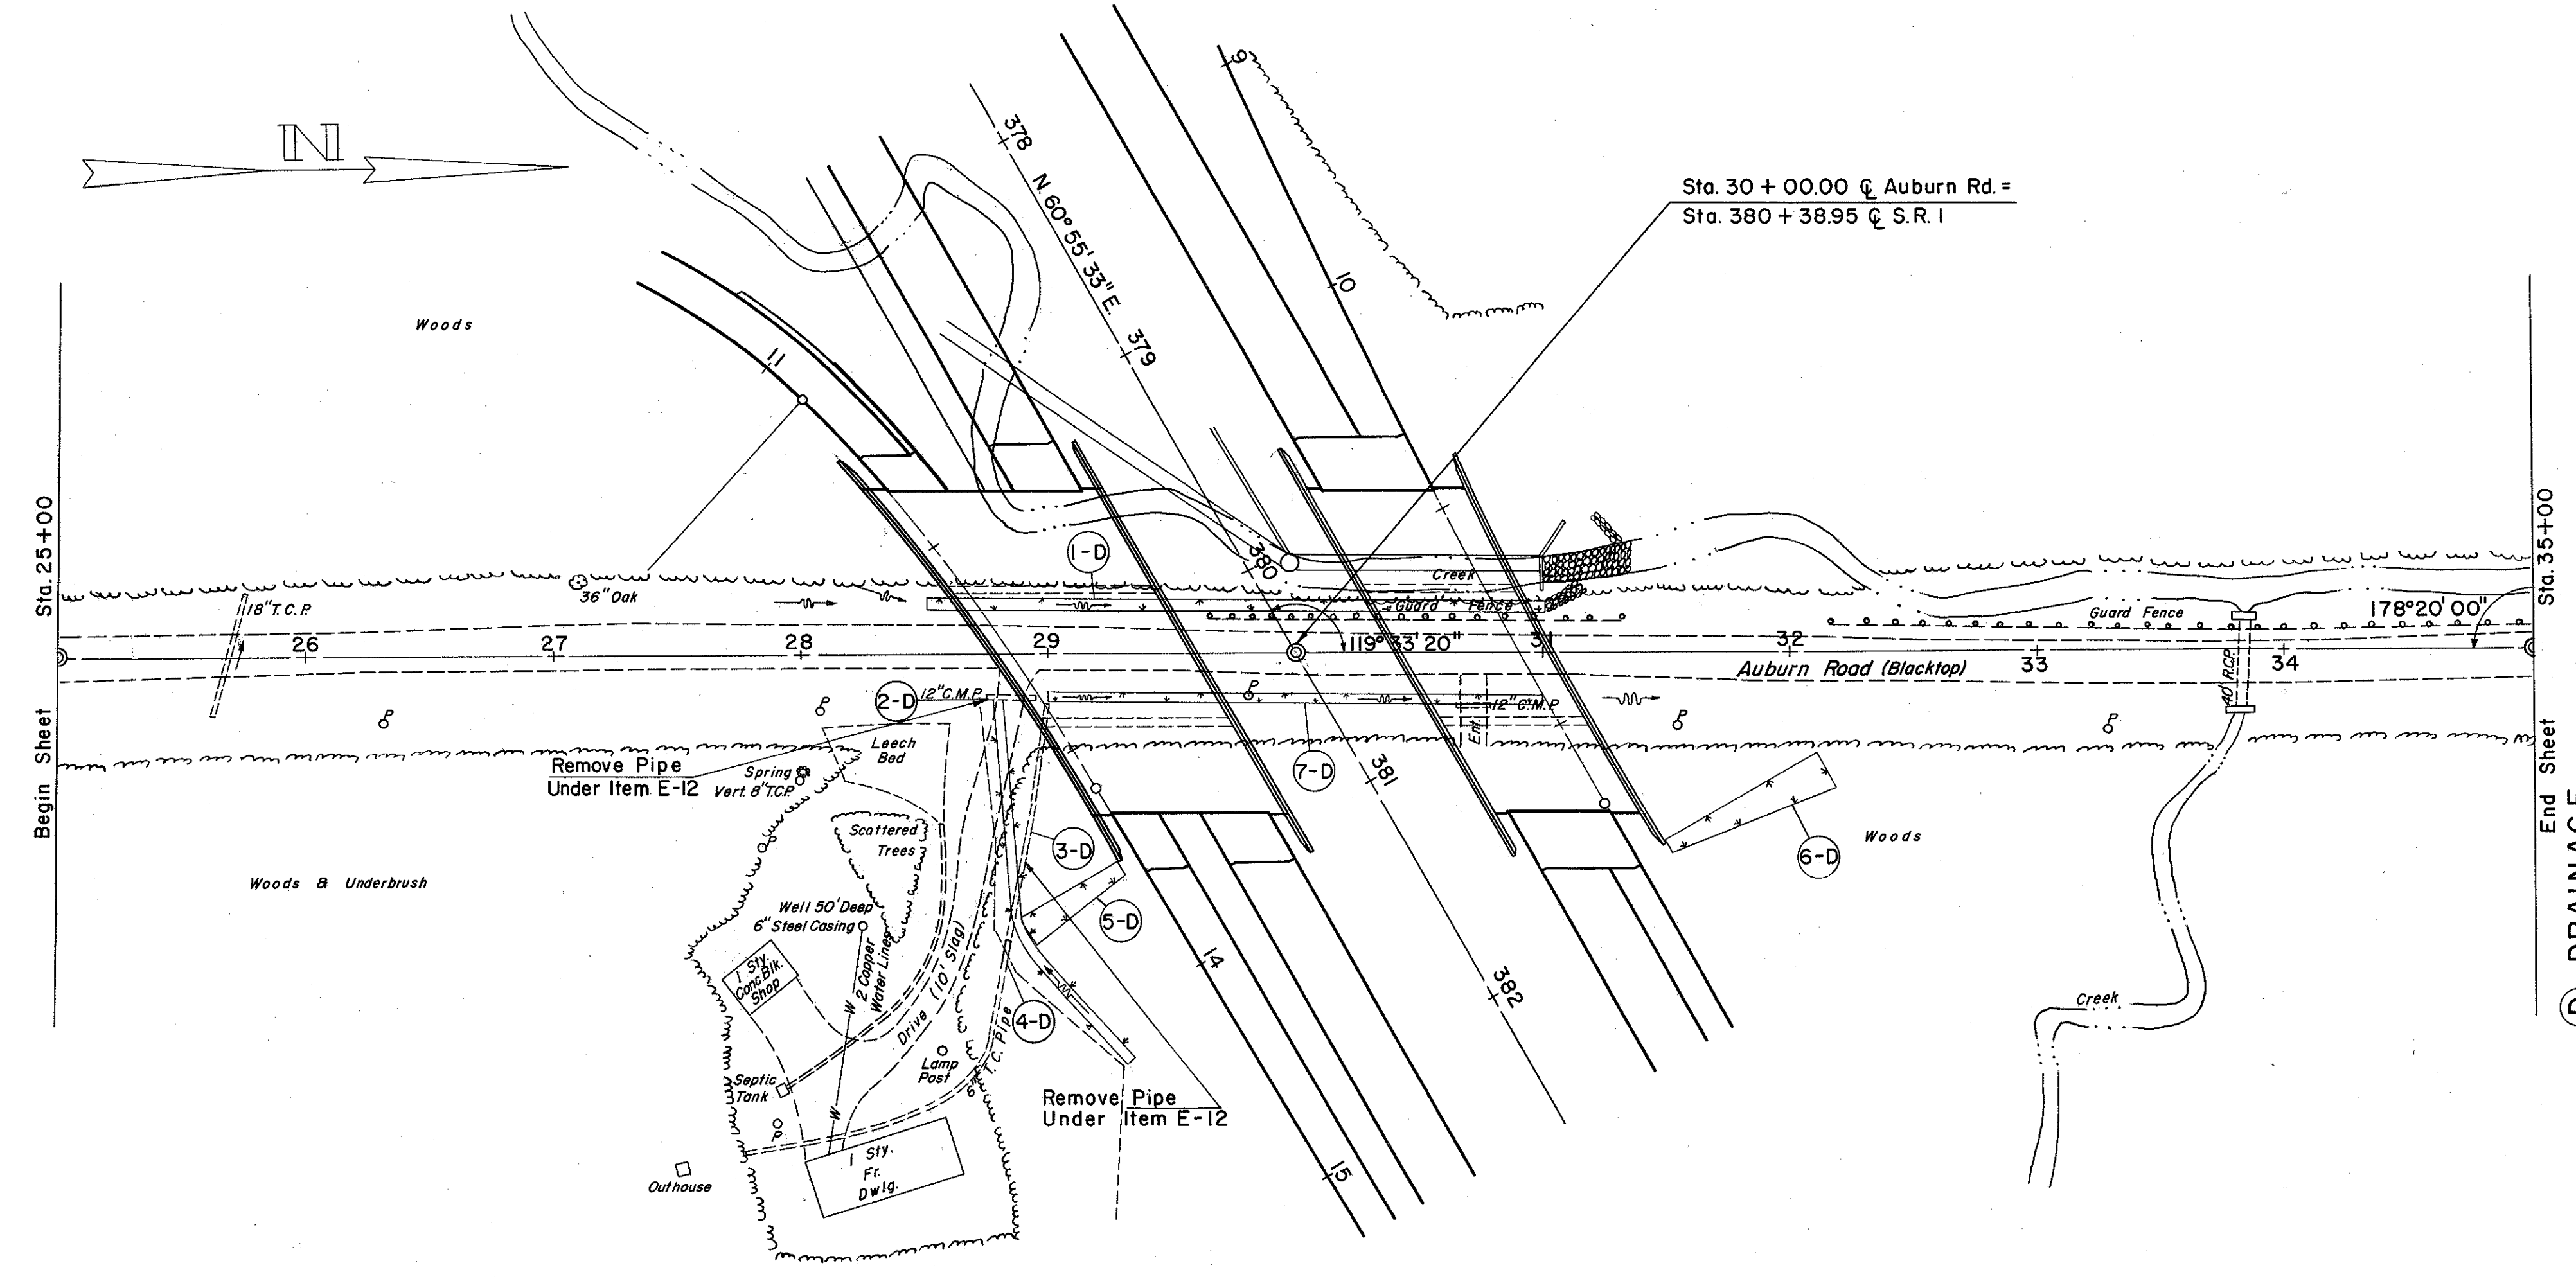 N
Sta. 30 + 00.00 ℄ Auburn Rd. =
Sta. 380 + 38.95 ℄ S.R. 1
378
N. 60° 55' 33" E.
379
380
381
382
9
10
11
14
15
Woods
Sta. 25+00
Begin Sheet
Sta. 35+00
End Sheet
18" T.C.P.
36" Oak
1-D
Creek
Guard Fence
Guard Fence
178° 20' 00"
119° 33' 20"
26
27
28
29
31
32
33
34
Auburn Road (Blacktop)
40' R.C.P.
P
P
P
P
P
2-D
12" C.M.P.
12" C.M.P.
Ent.
Leech
Bed
Remove Pipe
Under Item E-12
Spring
Vert. 8" T.C.P.
7-D
Scattered
Trees
3-D
6-D
Woods
Woods & Underbrush
Well 50' Deep
6" Steel Casing
5-D
1 Sty.
Conc. Blk.
Shop
W
2 Copper
Water Lines
Drive (10' Slag)
4-D
6" T.C. Pipe
Lamp
Post
Septic
Tank
W
P
Remove Pipe
Under Item E-12
Outhouse
1 Sty.
Fr.
Dwlg.
Creek
D DRAINAGE